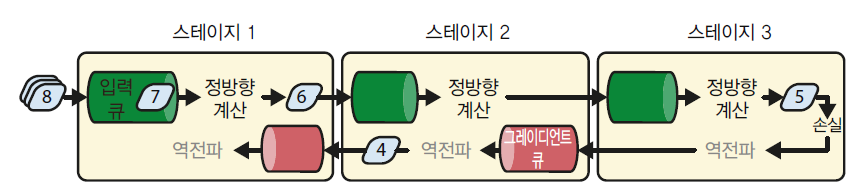 스테이지 1
스테이지 2
스테이지 3
8
입력
큐
7
정방향
계산
6
정방향
계산
정방향
계산
5
손실
역전파
4
역전파
그레이디언트
큐
역전파